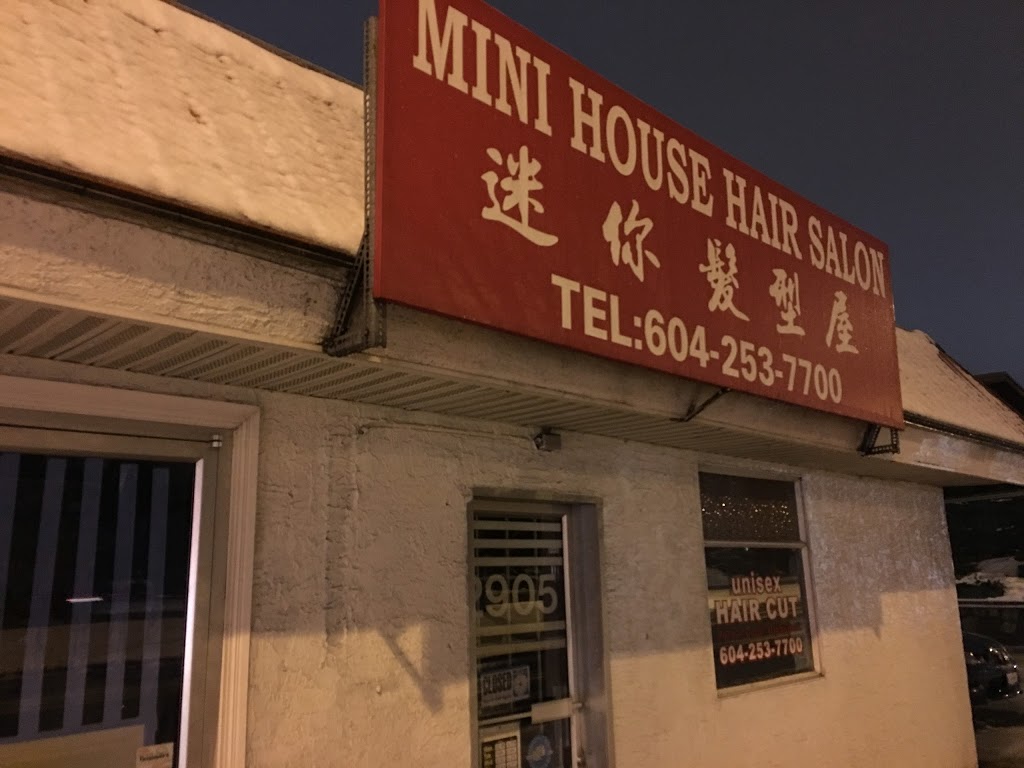 MINI HOUSE HAIR SALON
迷你髮型屋
TEL:604-253-7700
2905
CLOSED
unisex
HAIR CUT
604-253-7700